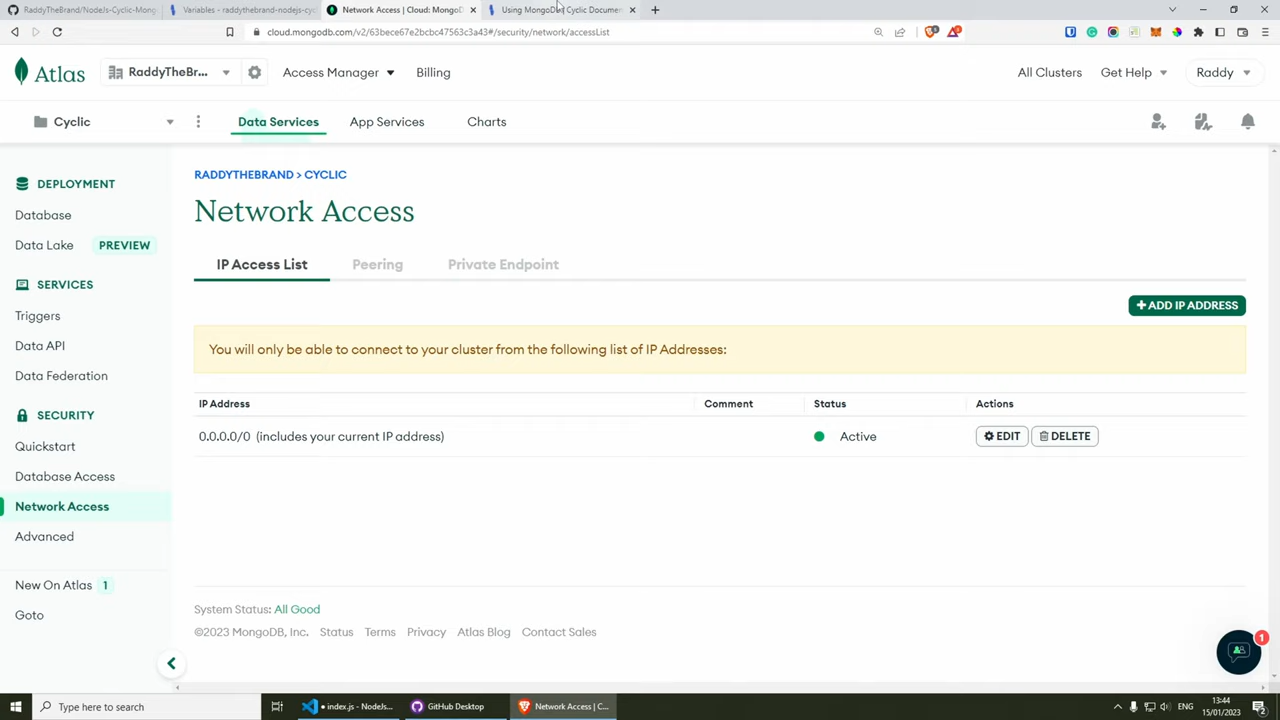 RaddyTheBrand/NodeJs-Cyclic-Mong
Variables - raddythebrand-nodejs-cyc
Network Access | Cloud: MongoD
Using MongoDB | Cyclic Documen
cloud.mongodb.com/v2/63bece67e2bcbc47563c3a43#/security/network/accessList
Atlas
RaddyTheBr...
Access Manager
Billing
All Clusters
Get Help
Raddy
Cyclic
Data Services
App Services
Charts
DEPLOYMENT
Database
Data Lake PREVIEW
SERVICES
Triggers
Data API
Data Federation
SECURITY
Quickstart
Database Access
Network Access
Advanced
New On Atlas 1
Goto
RADDYTHEBRAND > CYCLIC
Network Access
IP Access List
Peering
Private Endpoint
+ ADD IP ADDRESS
You will only be able to connect to your cluster from the following list of IP Addresses:
IP Address
Comment
Status
Actions
0.0.0.0/0 (includes your current IP address)
Active
EDIT
DELETE
System Status: All Good
©2023 MongoDB, Inc.
Status
Terms
Privacy
Atlas Blog
Contact Sales
1
Type here to search
● index.js - NodeJs...
GitHub Desktop
Network Access | C...
ENG
13:44
15/01/2023
2